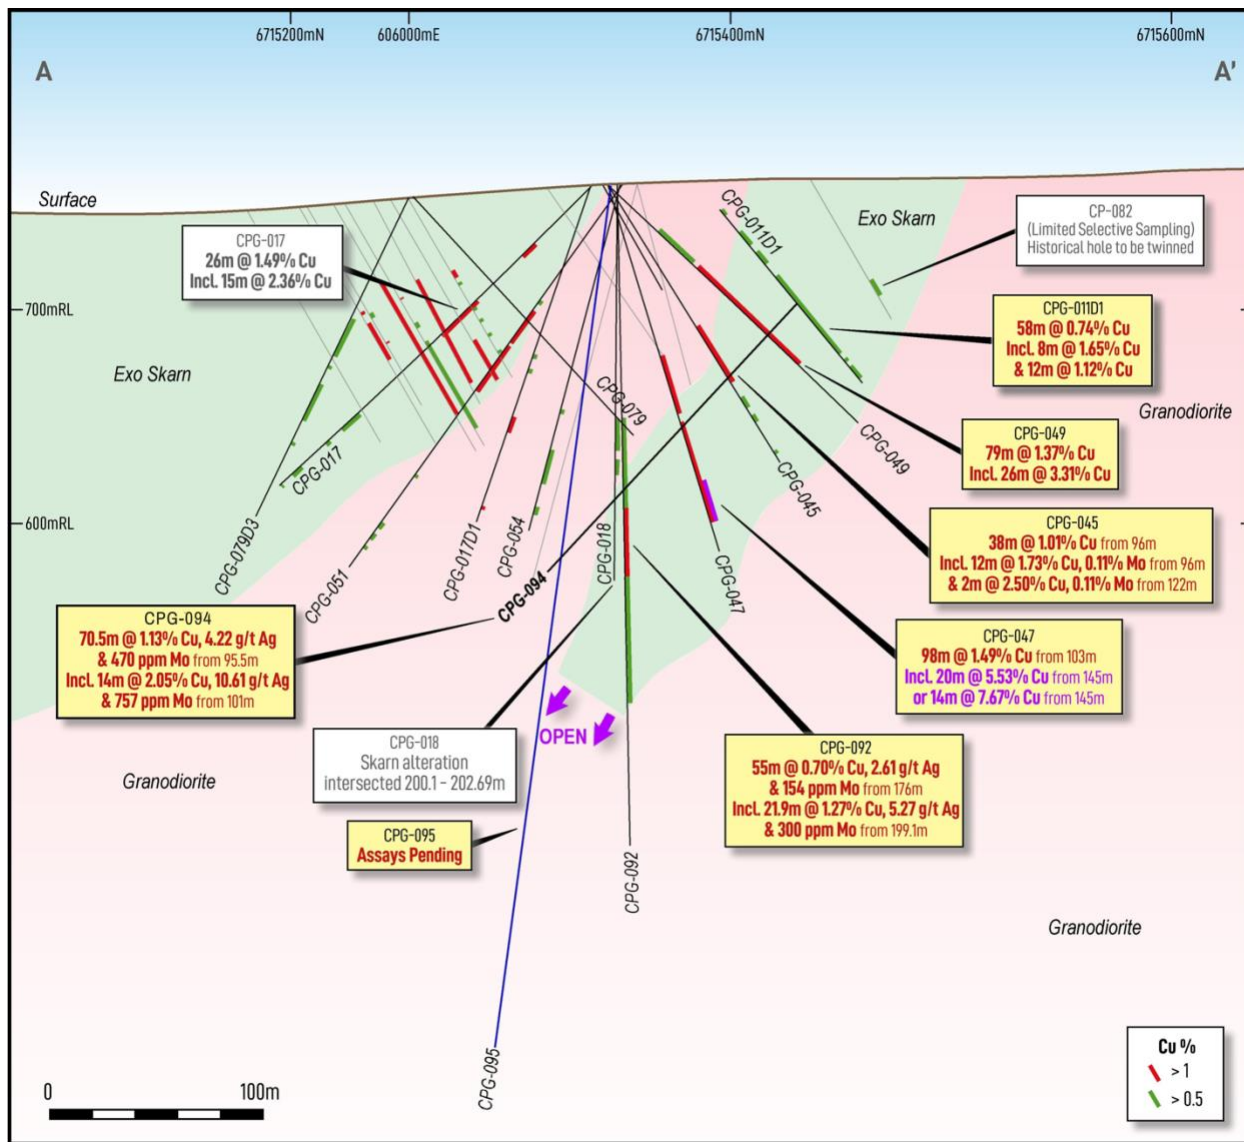 6715200mN
606000mE
6715400mN
6715600mN
A
A'
Surface
CPG-017
26m @ 1.49% Cu
Incl. 15m @ 2.36% Cu
CPG-011D1
Exo Skarn
CP-082
(Limited Selective Sampling)
Historical hole to be twinned
700mRL
CPG-011D1
58m @ 0.74% Cu
Incl. 8m @ 1.65% Cu
& 12m @ 1.12% Cu
Exo Skarn
Granodiorite
CPG-079
CPG-049
CPG-049
79m @ 1.37% Cu
Incl. 26m @ 3.31% Cu
CPG-017
CPG-045
600mRL
CPG-079D3
CPG-051
CPG-017D1
CPG-054
CPG-018
CPG-094
CPG-047
CPG-045
38m @ 1.01% Cu from 96m
Incl. 12m @ 1.73% Cu, 0.11% Mo from 96m
& 2m @ 2.50% Cu, 0.11% Mo from 122m
CPG-094
70.5m @ 1.13% Cu, 4.22 g/t Ag
& 470 ppm Mo from 95.5m
Incl. 14m @ 2.05% Cu, 10.61 g/t Ag
& 757 ppm Mo from 101m
CPG-047
98m @ 1.49% Cu from 103m
Incl. 20m @ 5.53% Cu from 145m
or 14m @ 7.67% Cu from 145m
OPEN
CPG-018
Skarn alteration
intersected 200.1 - 202.69m
Granodiorite
CPG-092
55m @ 0.70% Cu, 2.61 g/t Ag
& 154 ppm Mo from 176m
Incl. 21.9m @ 1.27% Cu, 5.27 g/t Ag
& 300 ppm Mo from 199.1m
CPG-095
Assays Pending
CPG-092
Granodiorite
CPG-095
0
100m
Cu %
> 1
> 0.5